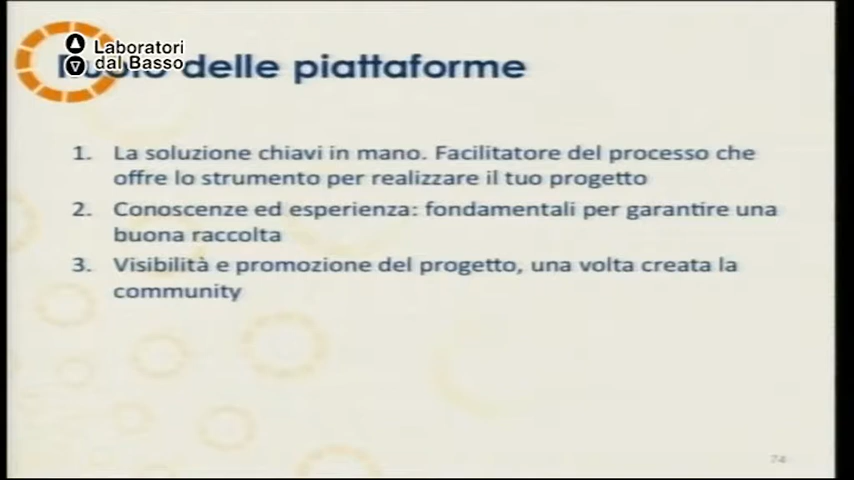 Laboratori
dal Basso
delle piattaforme
1. La soluzione chiavi in mano. Facilitatore del processo che
offre lo strumento per realizzare il tuo progetto
2. Conoscenze ed esperienza: fondamentali per garantire una
buona raccolta
3. Visibilità e promozione del progetto, una volta creata la
community
74